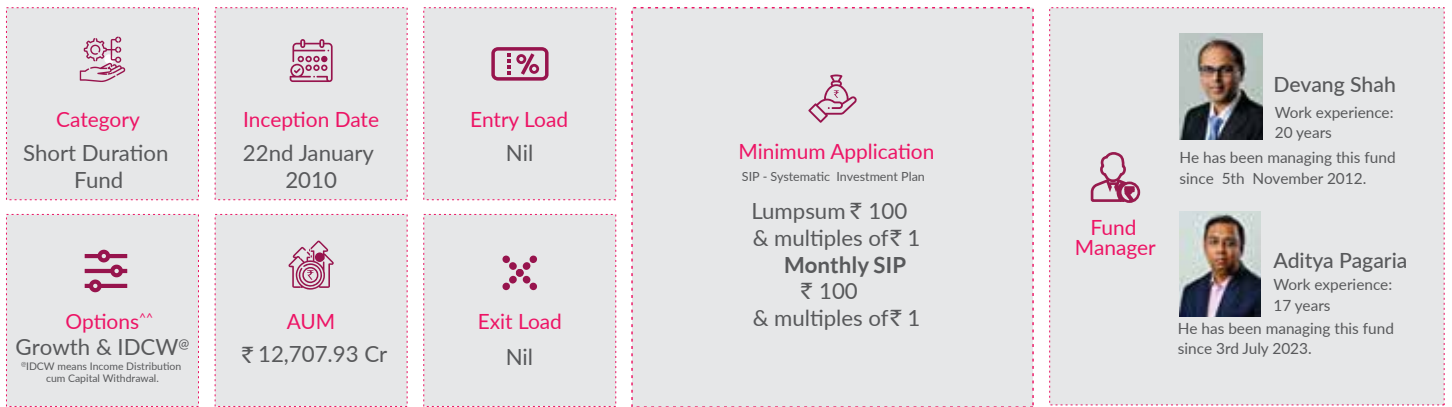 Category
Short Duration
Fund
Inception Date
22nd January
2010
Entry Load
Nil
Options^^
Growth & IDCW@
@IDCW means Income Distribution
cum Capital Withdrawal.
AUM
₹ 12,707.93 Cr
Exit Load
Nil
Minimum Application
SIP - Systematic Investment Plan
Lumpsum ₹ 100
& multiples of ₹ 1
Monthly SIP
₹ 100
& multiples of ₹ 1
Fund
Manager
Devang Shah
Work experience:
20 years
He has been managing this fund
since 5th November 2012.
Aditya Pagaria
Work experience:
17 years
He has been managing this fund
since 3rd July 2023.